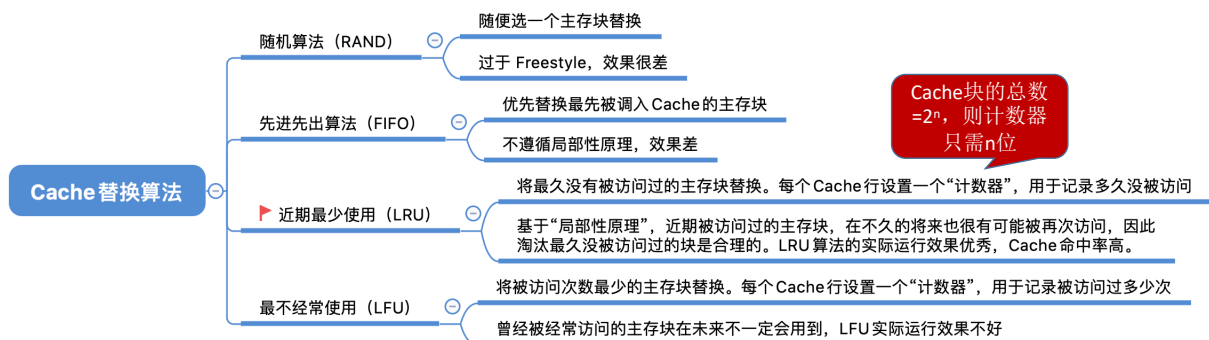 Cache替换算法
随机算法（RAND）
随便选一个主存块替换
过于 Freestyle，效果很差
先进先出算法（FIFO）
优先替换最先被调入Cache的主存块
不遵循局部性原理，效果差
近期最少使用（LRU）
Cache块的总数
=2ⁿ，则计数器
只需n位
将最久没有被访问过的主存块替换。每个Cache行设置一个“计数器”，用于记录多久没被访问
基于“局部性原理”，近期被访问过的主存块，在不久的将来也很有可能被再次访问，因此
淘汰最久没被访问过的块是合理的。LRU算法的实际运行效果优秀，Cache命中率高。
最不经常使用（LFU）
将被访问次数最少的主存块替换。每个Cache行设置一个“计数器”，用于记录被访问过多少次
曾经被经常访问的主存块在未来不一定会用到，LFU实际运行效果不好